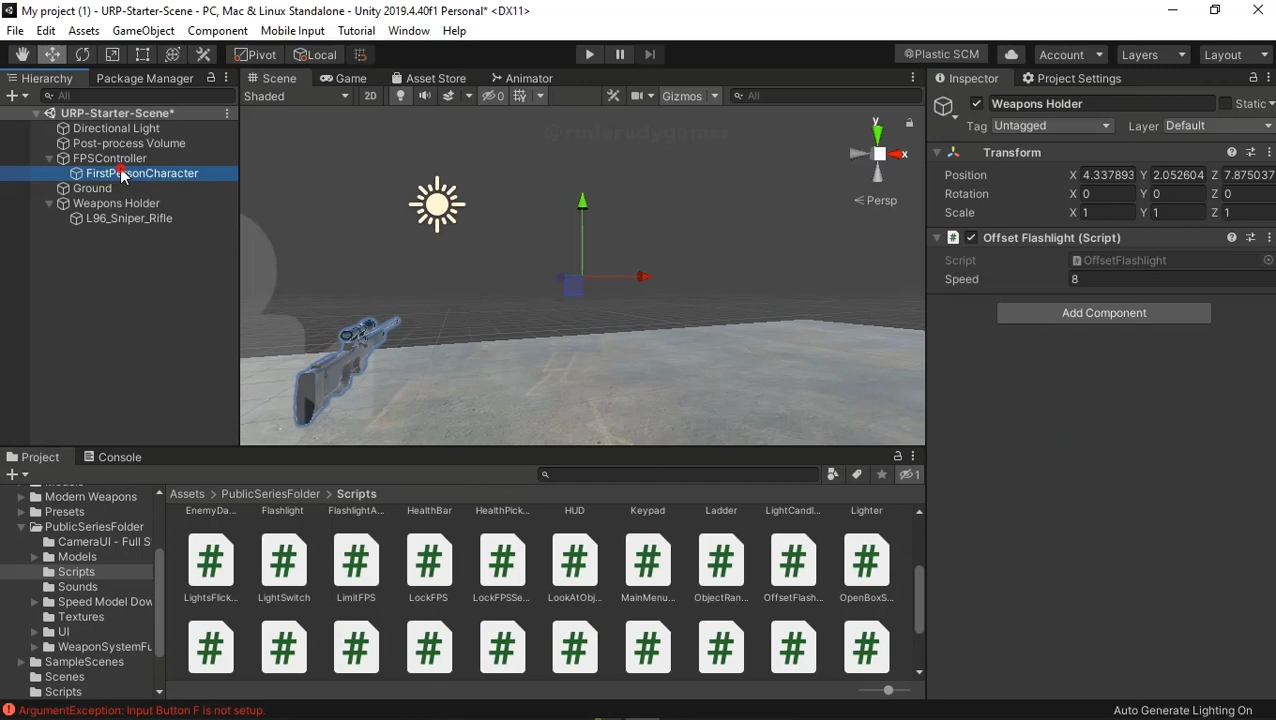 My project (1) - URP-Starter-Scene - PC, Mac & Linux Standalone - Unity 2019.4.40f1 Personal* <DX11>
File Edit Assets GameObject Component Mobile Input Tutorial Window Help
Pivot Local Plastic SCM Account Layers Layout
Hierarchy Package Manager Scene Game Asset Store Animator Inspector Project Settings
All Shaded 2D 0 Gizmos All Weapons Holder Static
Tag Untagged Layer Default
URP-Starter-Scene*
Directional Light
Post-process Volume
FPSController
FirstPersonCharacter
Ground
Weapons Holder
L96_Sniper_Rifle
@ruderudygamer
y
x
Persp
Transform
Position X 4.337893 Y 2.052604 Z 7.875037
Rotation X 0 Y 0 Z 0
Scale X 1 Y 1 Z 1
# Offset Flashlight (Script)
Script OffsetFlashlight
Speed 8
Add Component
Project Console
1
Assets > PublicSeriesFolder > Scripts
Modern Weapons
Presets
PublicSeriesFolder
CameraUI - Full S
Models
Scripts
Sounds
Speed Model Dow
Textures
UI
WeaponSystemFu
SampleScenes
Scenes
Scripts
EnemyDa... Flashlight FlashlightA... HealthBar HealthPick... HUD Keypad Ladder LightCandl... Lighter
# # # # # # # # # #
LightsFlick... LightSwitch LimitFPS LockFPS LockFPSSe... LookAtObj... MainMenu... ObjectRan... OffsetFlash... OpenBoxS...
# # # # # # # # # #
ArgumentException: Input Button F is not setup.
Auto Generate Lighting On